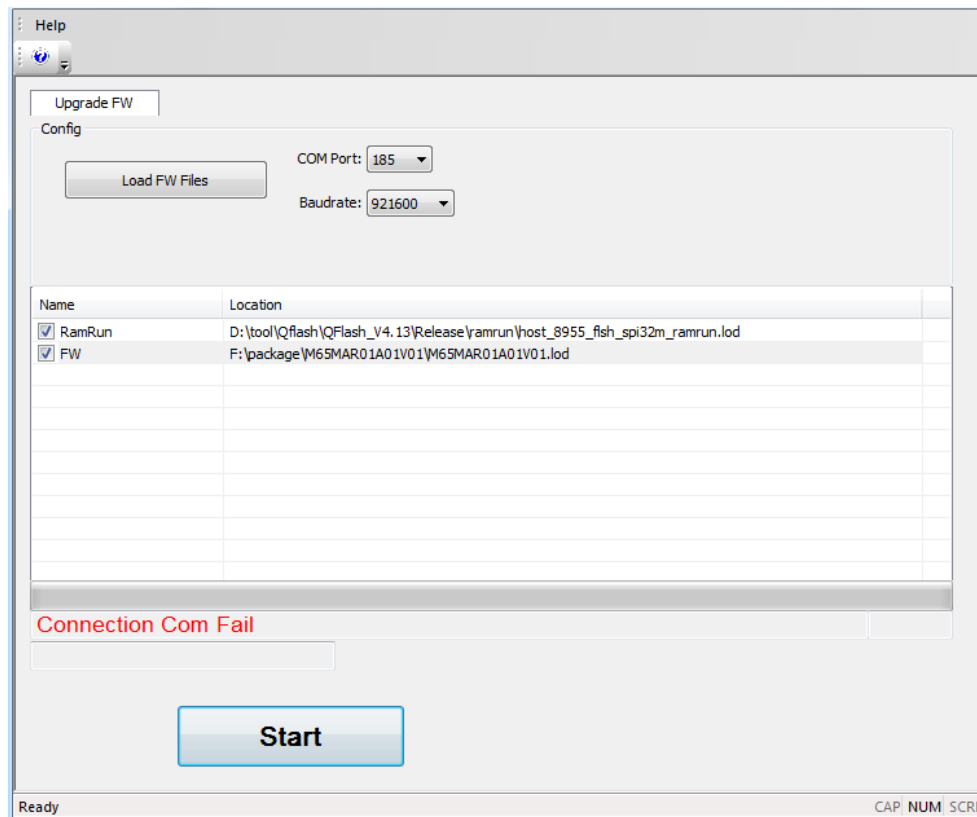 Help
Upgrade FW
Config
Load FW Files
COM Port: 185
Baudrate: 921600
Name Location
RamRun D:\tool\Qflash\QFlash_V4.13\Release\ramrun\host_8955_flsh_spi32m_ramrun.lod
FW F:\package\M65MAR01A01V01\M65MAR01A01V01.lod
Connection Com Fail
Start
Ready CAP NUM SCRI